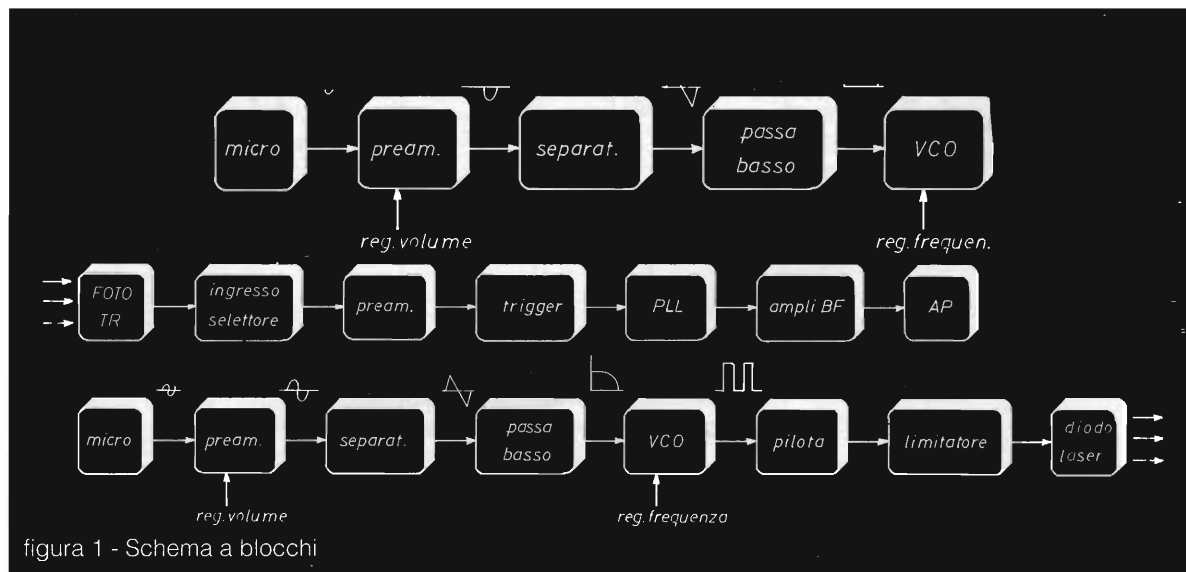 micro
pream.
separat.
passa
basso
VCO
reg.volume
reg.frequen.
FOTO
TR
ingresso
selettore
pream.
trigger
PLL
ampli BF
AP
micro
pream.
separat.
passa
basso
VCO
pilota
limitatore
diodo
laser
reg.volume
reg.frequenza
figura 1 - Schema a blocchi